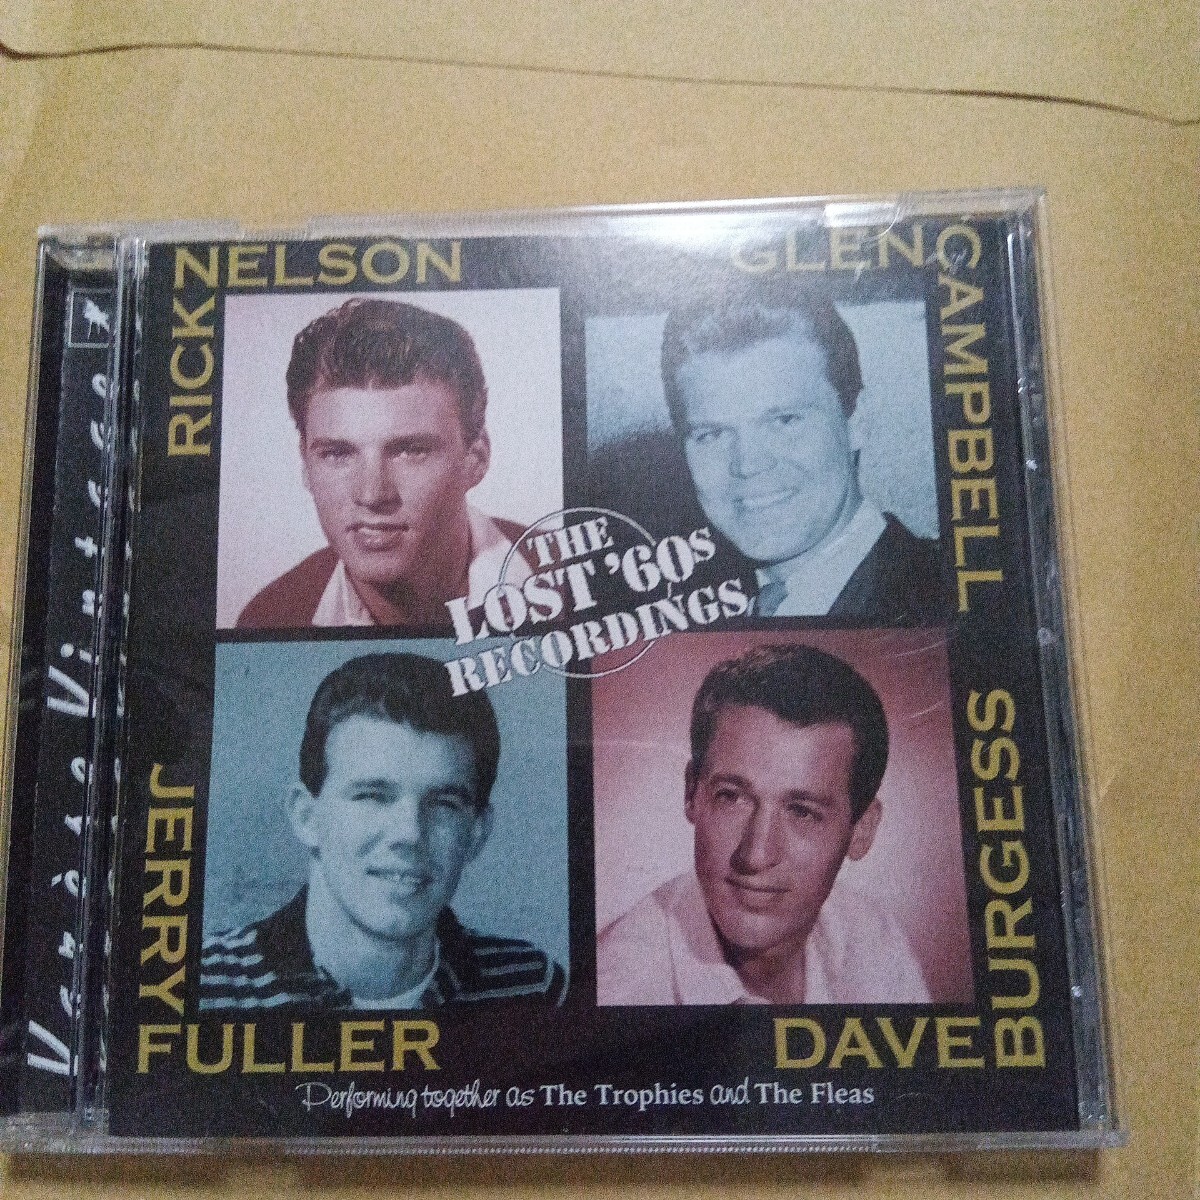 RICK NELSON
GLEN CAMPBELL
THE
LOST '60s
RECORDINGS
JERRY FULLER
DAVE BURGESS
Performing together as The Trophies and The Fleas
Varèse Vintage